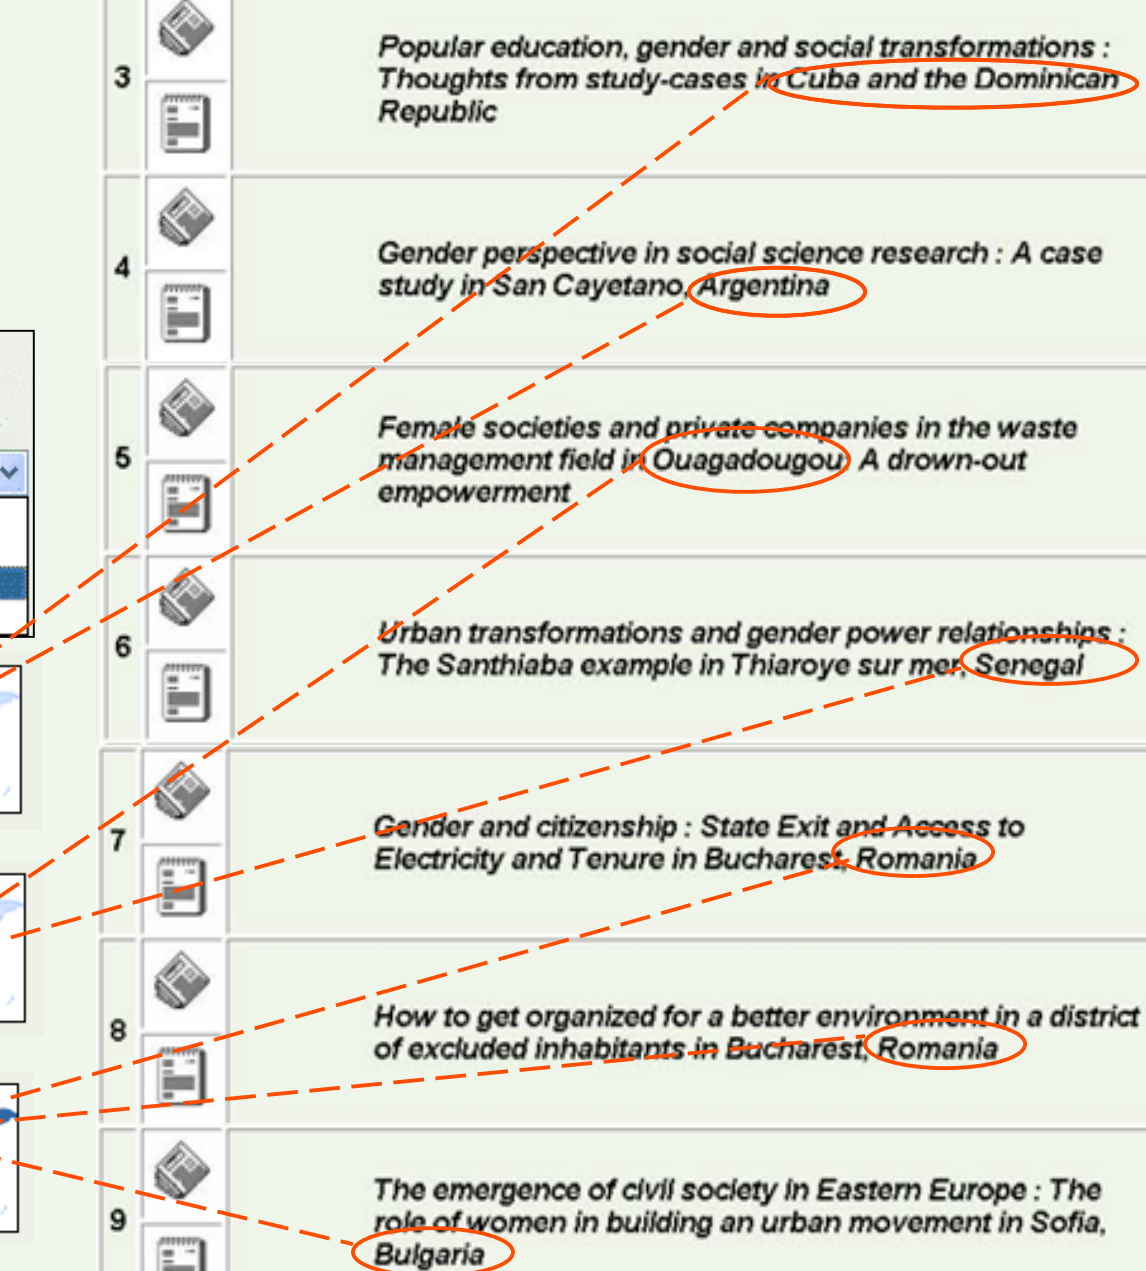 3
Popular education, gender and social transformations :
Thoughts from study-cases in Cuba and the Dominican
Republic
4
Gender perspective in social science research : A case
study in San Cayetano, Argentina
5
Female societies and private companies in the waste
management field in Ouagadougou: A drown-out
empowerment
6
Urban transformations and gender power relationships :
The Santhiaba example in Thiaroye sur mer, Senegal
7
Gender and citizenship : State Exit and Access to
Electricity and Tenure in Bucharest, Romania
8
How to get organized for a better environment in a district
of excluded inhabitants in Bucharest, Romania
9
The emergence of civil society in Eastern Europe : The
role of women in building an urban movement in Sofia,
Bulgaria